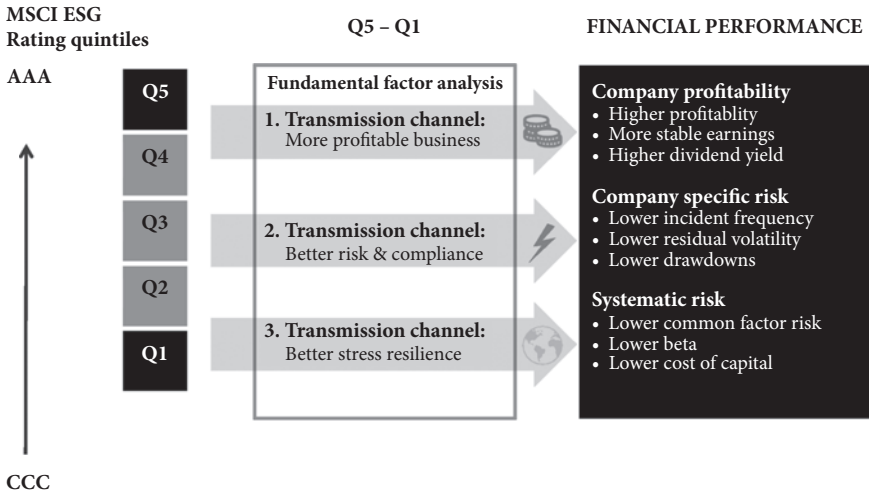 MSCI ESG
Rating quintiles
Q5 – Q1
FINANCIAL PERFORMANCE
AAA
Q5
Q4
Q3
Q2
Q1
CCC
Fundamental factor analysis
1. Transmission channel:
More profitable business
2. Transmission channel:
Better risk & compliance
3. Transmission channel:
Better stress resilience
Company profitability
• Higher profitablity
• More stable earnings
• Higher dividend yield
Company specific risk
• Lower incident frequency
• Lower residual volatility
• Lower drawdowns
Systematic risk
• Lower common factor risk
• Lower beta
• Lower cost of capital